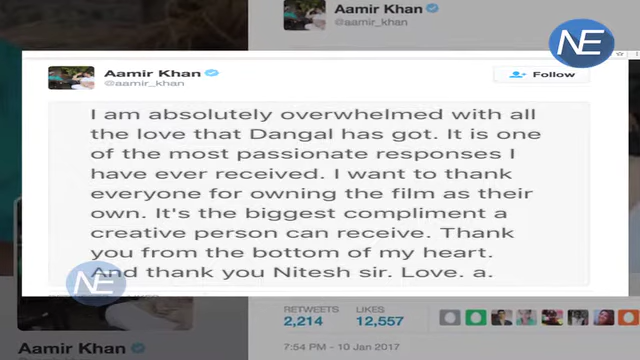 Aamir Khan
@aamir_khan
NE
Aamir Khan
@aamir_khan
Follow
I am absolutely overwhelmed with all
the love that Dangal has got. It is one
of the most passionate responses I
have ever received. I want to thank
everyone for owning the film as their
own. It's the biggest compliment a
creative person can receive. Thank
you from the bottom of my heart.
And thank you Nitesh sir. Love. a.
NE
RETWEETS LIKES
2,214 12,557
7:54 PM - 10 Jan 2017
Aamir Khan
@aamir_khan